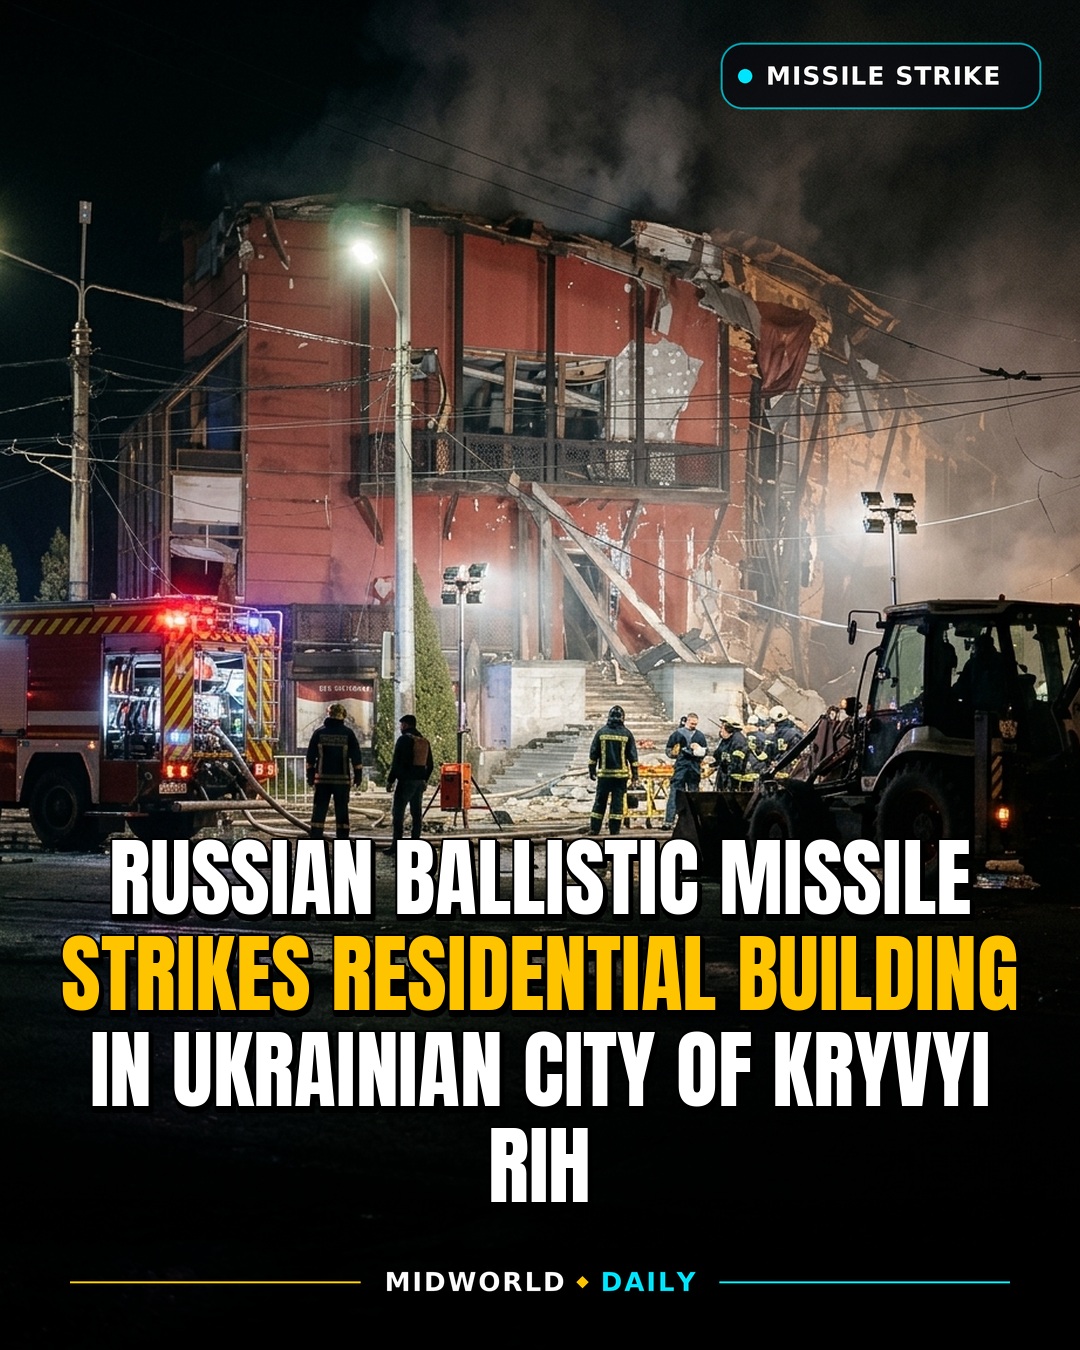 MISSILE STRIKE
RUSSIAN BALLISTIC MISSILE
STRIKES RESIDENTIAL BUILDING
IN UKRAINIAN CITY OF KRYVYI
RIH
MIDWORLD DAILY